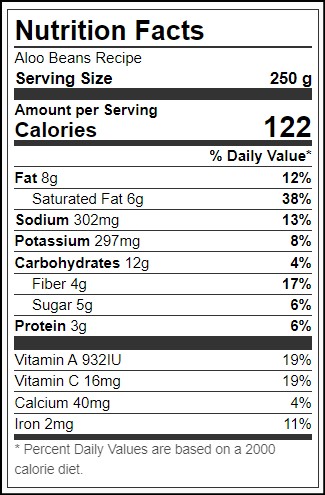 Nutrition Facts
Aloo Beans Recipe
Serving Size 250 g
Amount per Serving
Calories 122
% Daily Value*
Fat 8g 12%
Saturated Fat 6g 38%
Sodium 302mg 13%
Potassium 297mg 8%
Carbohydrates 12g 4%
Fiber 4g 17%
Sugar 5g 6%
Protein 3g 6%
Vitamin A 932IU 19%
Vitamin C 16mg 19%
Calcium 40mg 4%
Iron 2mg 11%
* Percent Daily Values are based on a 2000
calorie diet.